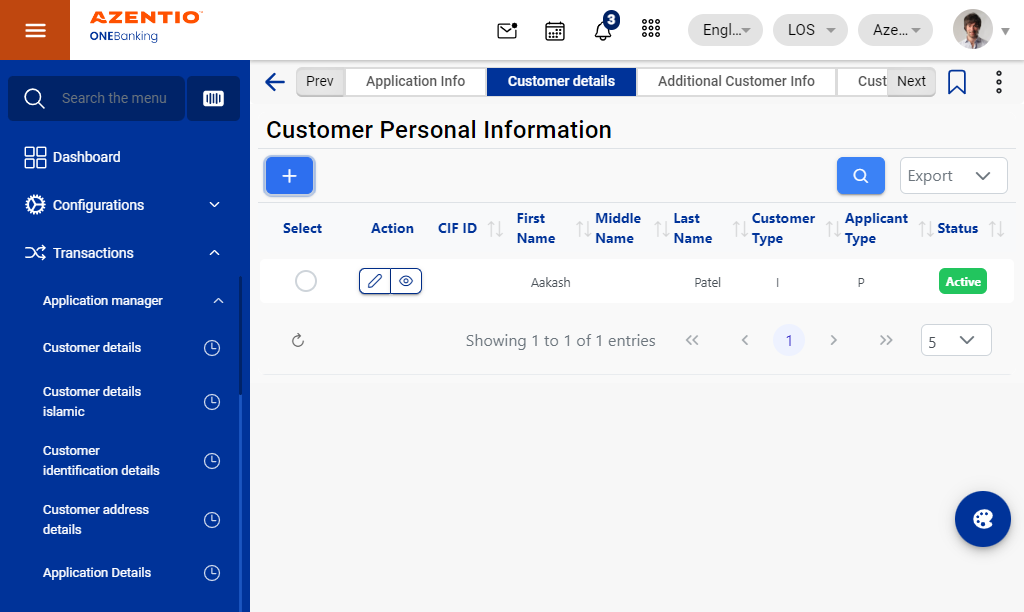 AZENTIO
ONEBanking
3
Engl...
LOS
Aze...
Search the menu
Dashboard
Configurations
Transactions
Application manager
Customer details
Customer details
islamic
Customer
identification details
Customer address
details
Application Details
Prev
Application Info
Customer details
Additional Customer Info
Cust
Next
Customer Personal Information
+
Export
Select
Action
CIF ID
First
Name
Middle
Name
Last
Name
Customer
Type
Applicant
Type
Status
Aakash
Patel
I
P
Active
Showing 1 to 1 of 1 entries
1
5